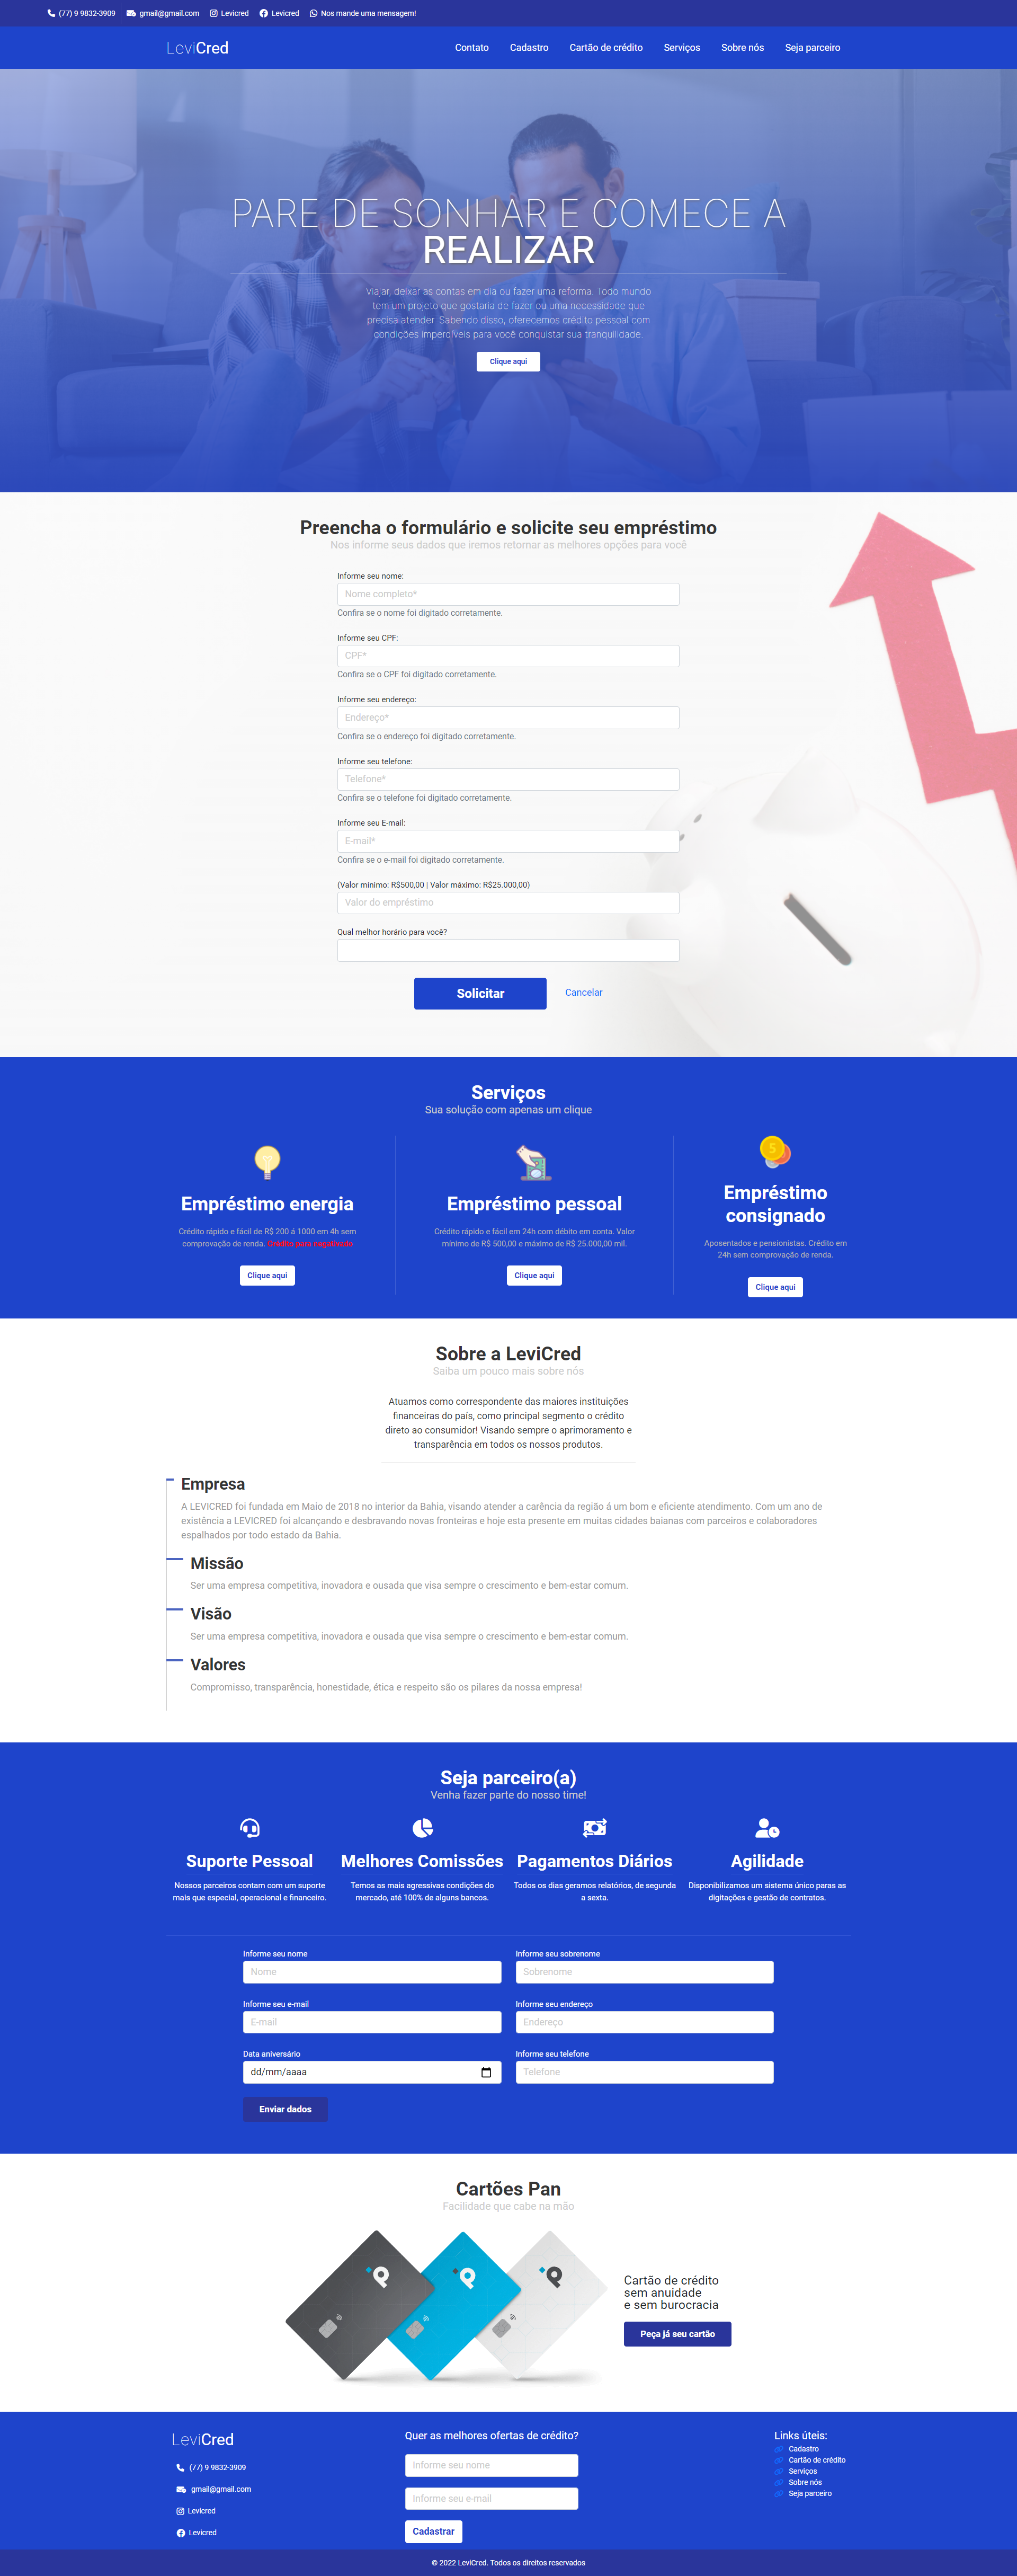 (77) 9 9832-3909
gmail@gmail.com
Levicred
Levicred
Nos mande uma mensagem!
LeviCred
Contato
Cadastro
Cartão de crédito
Serviços
Sobre nós
Seja parceiro
PARE DE SONHAR E COMECE A
REALIZAR
Viajar, deixar as contas em dia ou fazer uma reforma. Todo mundo
tem um projeto que gostaria de fazer ou uma necessidade que
precisa atender. Sabendo disso, oferecemos crédito pessoal com
condições imperdíveis para você conquistar sua tranquilidade.
Clique aqui
Preencha o formulário e solicite seu empréstimo
Nos informe seus dados que iremos retornar as melhores opções para você
Informe seu nome:
Nome completo*
Confira se o nome foi digitado corretamente.
Informe seu CPF:
CPF*
Confira se o CPF foi digitado corretamente.
Informe seu endereço:
Endereço*
Confira se o endereço foi digitado corretamente.
Informe seu telefone:
Telefone*
Confira se o telefone foi digitado corretamente.
Informe seu E-mail:
E-mail*
Confira se o e-mail foi digitado corretamente.
(Valor mínimo: R$500,00 | Valor máximo: R$25.000,00)
Valor do empréstimo
Qual melhor horário para você?
Solicitar
Cancelar
Serviços
Sua solução com apenas um clique
Empréstimo energia
Crédito rápido e fácil de R$ 200 á 1000 em 4h sem
comprovação de renda. Crédito para negativado
Clique aqui
Empréstimo pessoal
Crédito rápido e fácil em 24h com débito em conta. Valor
mínimo de R$ 500,00 e máximo de R$ 25.000,00 mil.
Clique aqui
Empréstimo
consignado
Aposentados e pensionistas. Crédito em
24h sem comprovação de renda.
Clique aqui
Sobre a LeviCred
Saiba um pouco mais sobre nós
Atuamos como correspondente das maiores instituições
financeiras do país, como principal segmento o crédito
direto ao consumidor! Visando sempre o aprimoramento e
transparência em todos os nossos produtos.
Empresa
A LEVICRED foi fundada em Maio de 2018 no interior da Bahia, visando atender a carência da região á um bom e eficiente atendimento. Com um ano de
existência a LEVICRED foi alcançando e desbravando novas fronteiras e hoje esta presente em muitas cidades baianas com parceiros e colaboradores
espalhados por todo estado da Bahia.
Missão
Ser uma empresa competitiva, inovadora e ousada que visa sempre o crescimento e bem-estar comum.
Visão
Ser uma empresa competitiva, inovadora e ousada que visa sempre o crescimento e bem-estar comum.
Valores
Compromisso, transparência, honestidade, ética e respeito são os pilares da nossa empresa!
Seja parceiro(a)
Venha fazer parte do nosso time!
Suporte Pessoal
Nossos parceiros contam com um suporte
mais que especial, operacional e financeiro.
Melhores Comissões
Temos as mais agressivas condições do
mercado, até 100% de alguns bancos.
Pagamentos Diários
Todos os dias geramos relatórios, de segunda
a sexta.
Agilidade
Disponibilizamos um sistema único paras as
digitações e gestão de contratos.
Informe seu nome
Nome
Informe seu sobrenome
Sobrenome
Informe seu e-mail
E-mail
Informe seu endereço
Endereço
Data aniversário
dd/mm/aaaa
Informe seu telefone
Telefone
Enviar dados
Cartões Pan
Facilidade que cabe na mão
Cartão de crédito
sem anuidade
e sem burocracia
Peça já seu cartão
LeviCred
(77) 9 9832-3909
gmail@gmail.com
Levicred
Levicred
Quer as melhores ofertas de crédito?
Informe seu nome
Informe seu e-mail
Cadastrar
Links úteis:
Cadastro
Cartão de crédito
Serviços
Sobre nós
Seja parceiro
© 2022 LeviCred. Todos os direitos reservados